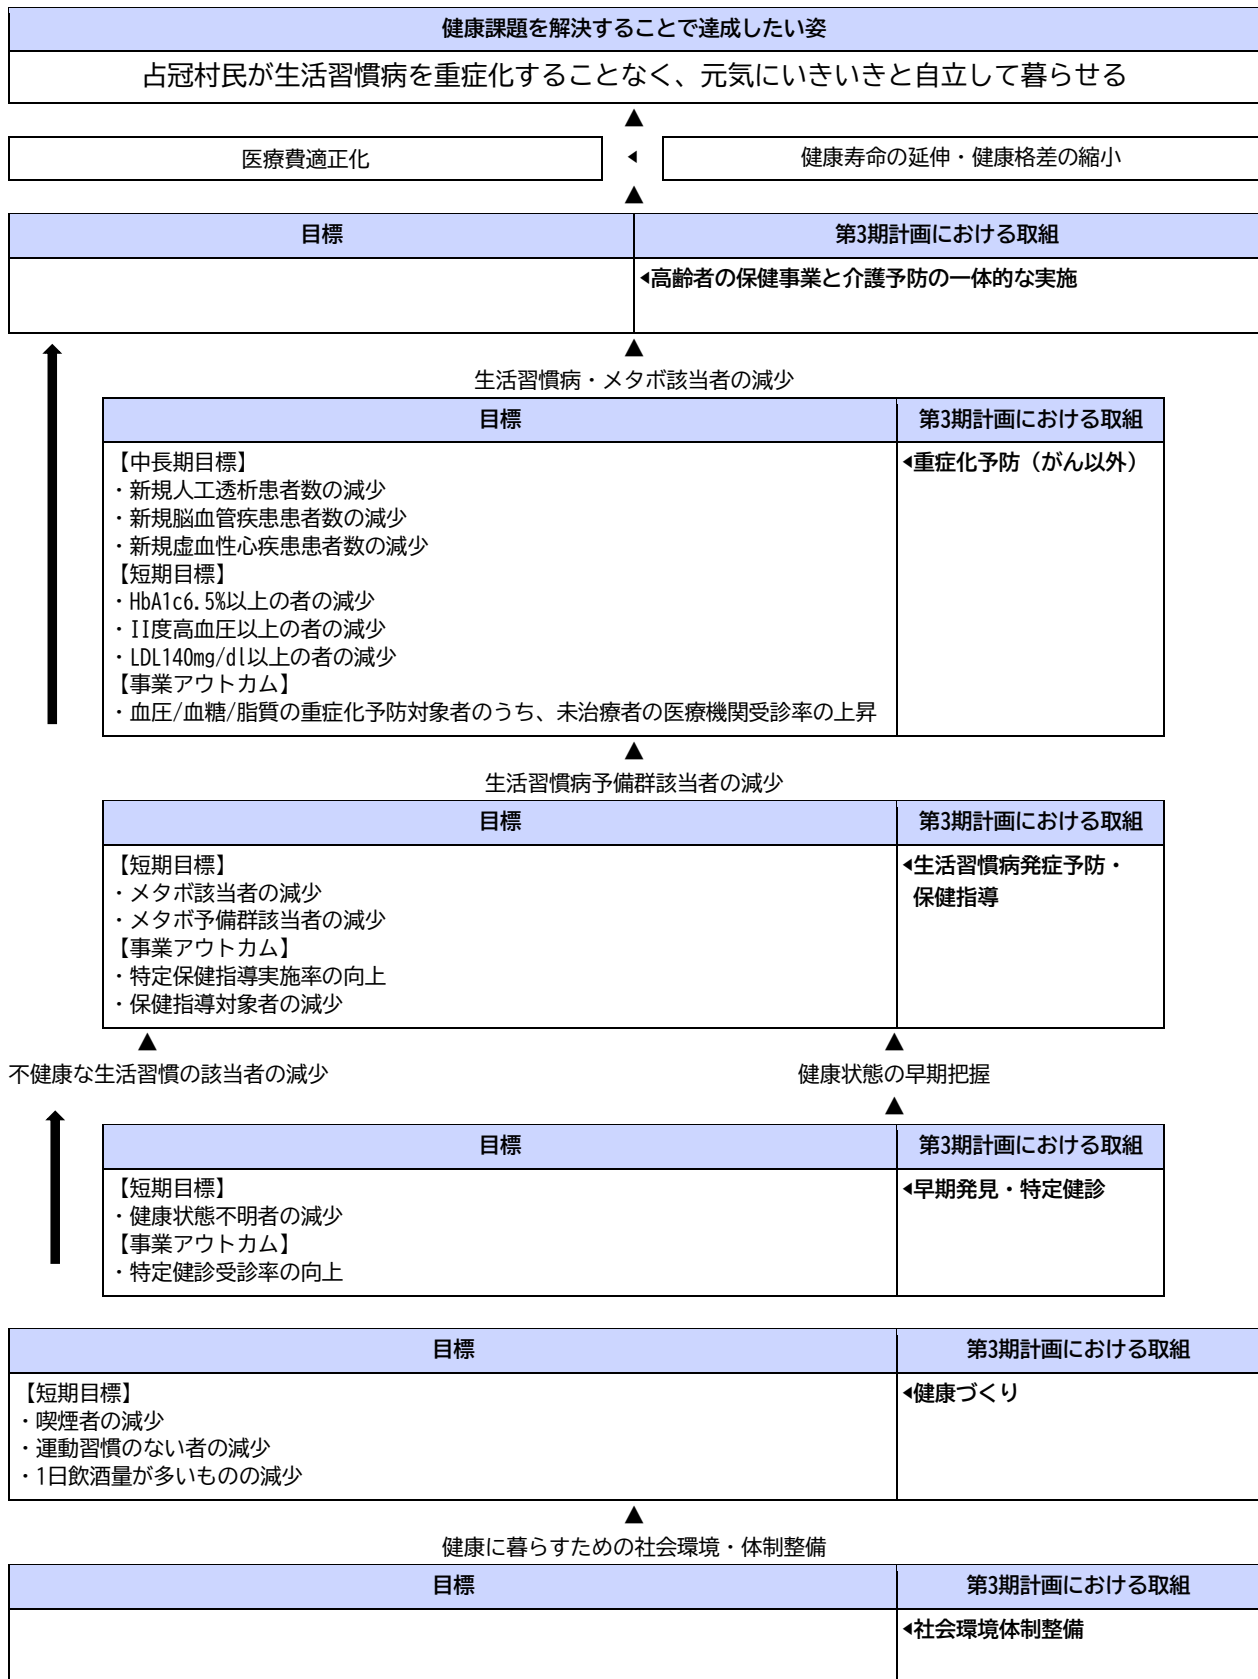 健康課題を解決することで達成したい姿
占冠村民が生活習慣病を重症化することなく、元気にいきいきと自立して暮らせる
▲
医療費適正化
◀
健康寿命の延伸・健康格差の縮小
▲
目標
第3期計画における取組
◀高齢者の保健事業と介護予防の一体的な実施
▲
生活習慣病・メタボ該当者の減少
目標
第3期計画における取組
【中長期目標】
・新規人工透析患者数の減少
・新規脳血管疾患患者数の減少
・新規虚血性心疾患患者数の減少
【短期目標】
・HbA1c6.5%以上の者の減少
・II度高血圧以上の者の減少
・LDL140mg/dl以上の者の減少
【事業アウトカム】
・血圧/血糖/脂質の重症化予防対象者のうち、未治療者の医療機関受診率の上昇
◀重症化予防（がん以外）
▲
生活習慣病予備群該当者の減少
目標
第3期計画における取組
【短期目標】
・メタボ該当者の減少
・メタボ予備群該当者の減少
【事業アウトカム】
・特定保健指導実施率の向上
・保健指導対象者の減少
◀生活習慣病発症予防・
保健指導
▲
▲
不健康な生活習慣の該当者の減少
健康状態の早期把握
▲
目標
第3期計画における取組
【短期目標】
・健康状態不明者の減少
【事業アウトカム】
・特定健診受診率の向上
◀早期発見・特定健診
目標
第3期計画における取組
【短期目標】
・喫煙者の減少
・運動習慣のない者の減少
・1日飲酒量が多いものの減少
◀健康づくり
▲
健康に暮らすための社会環境・体制整備
目標
第3期計画における取組
◀社会環境体制整備